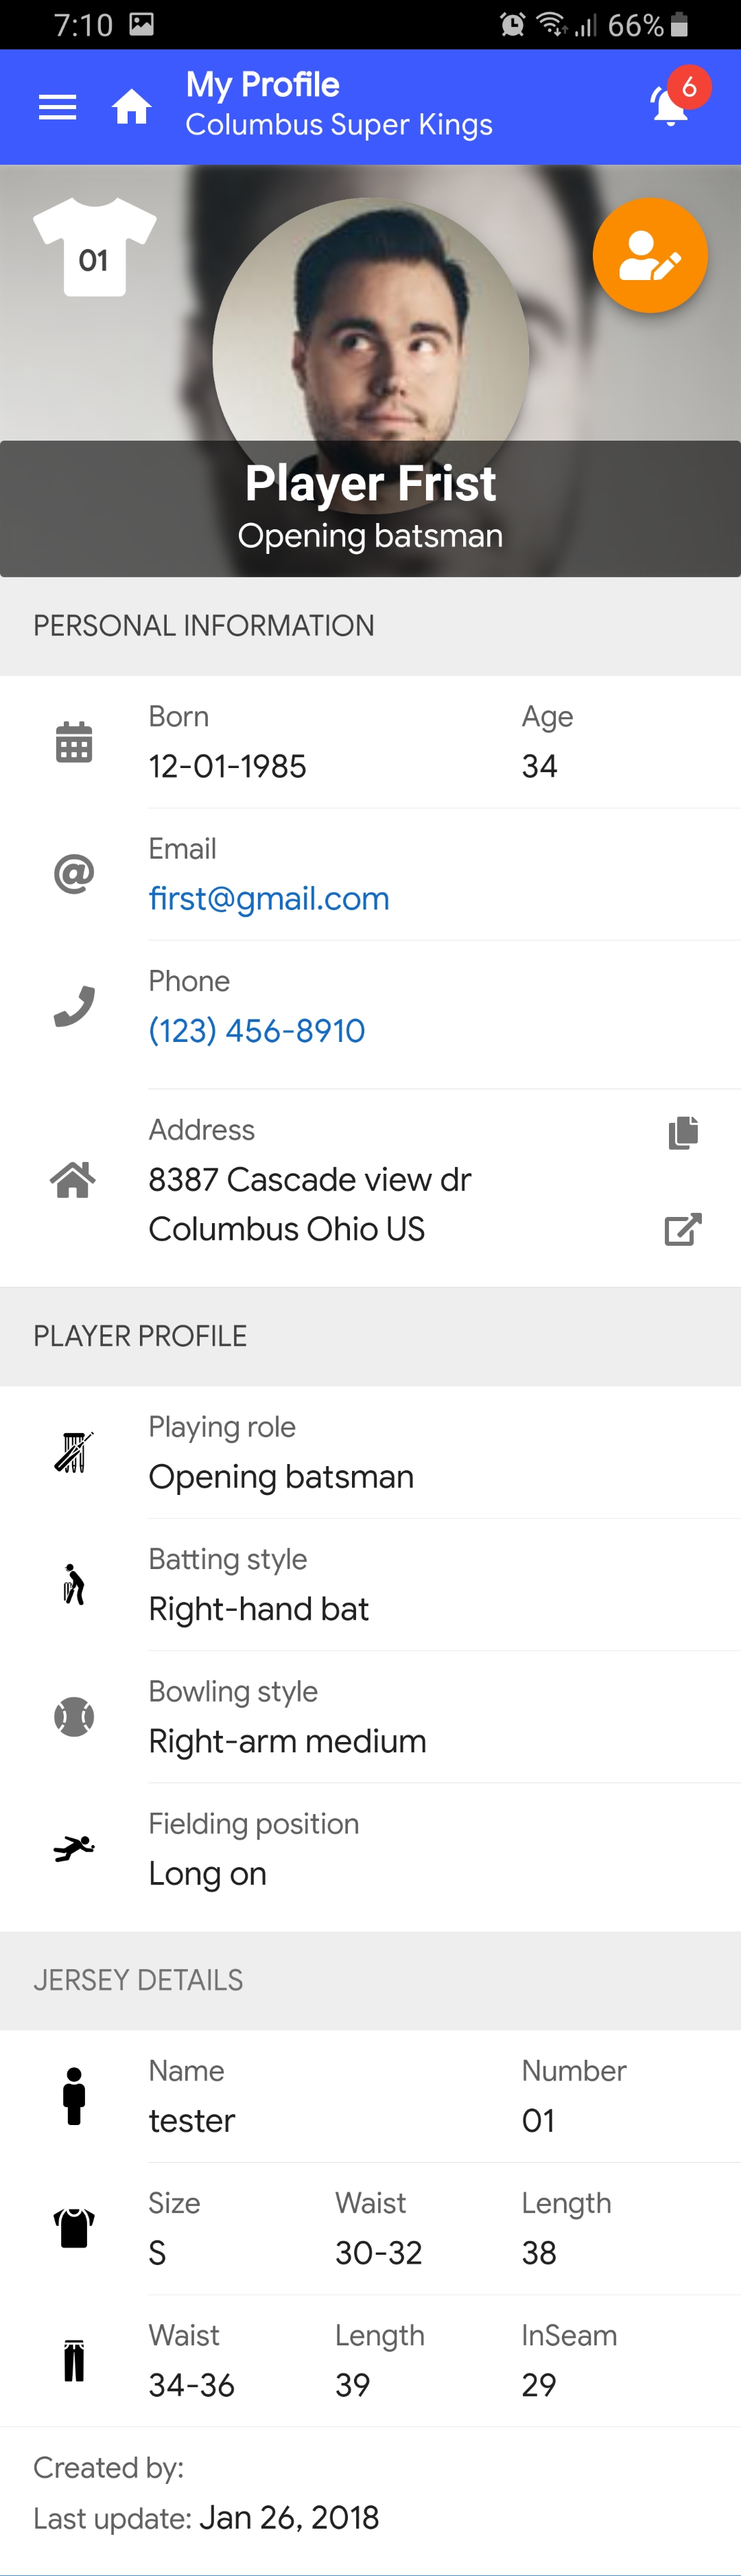 7:10 66%
My Profile
Columbus Super Kings
6
01
Player Frist
Opening batsman
PERSONAL INFORMATION
Born Age
12-01-1985 34
Email
first@gmail.com
Phone
(123) 456-8910
Address
8387 Cascade view dr
Columbus Ohio US
PLAYER PROFILE
Playing role
Opening batsman
Batting style
Right-hand bat
Bowling style
Right-arm medium
Fielding position
Long on
JERSEY DETAILS
Name Number
tester 01
Size Waist Length
S 30-32 38
Waist Length InSeam
34-36 39 29
Created by:
Last update: Jan 26, 2018